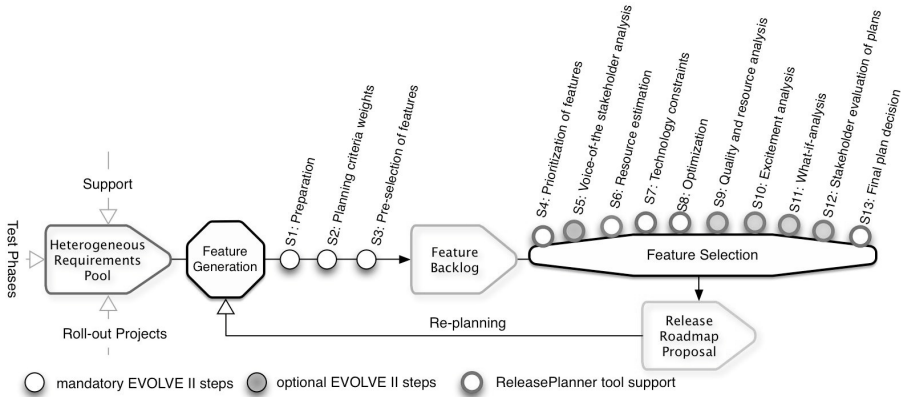 S1: Preparation
S2: Planning criteria weights
S3: Pre-selection of features
S4: Prioritization of features
S5: Voice-of-the stakeholder analysis
S6: Resource estimation
S7: Technology constraints
S8: Optimization
S9: Quality and resource analysis
S10: Excitement analysis
S11: What-if-analysis
S12: Stakeholder evaluation of plans
S13: Final plan decision
Support
Test Phases
Heterogeneous
Requirements
Pool
Feature
Generation
Feature
Backlog
Feature Selection
Roll-out Projects
Re-planning
Release
Roadmap
Proposal
mandatory EVOLVE II steps
optional EVOLVE II steps
ReleasePlanner tool support